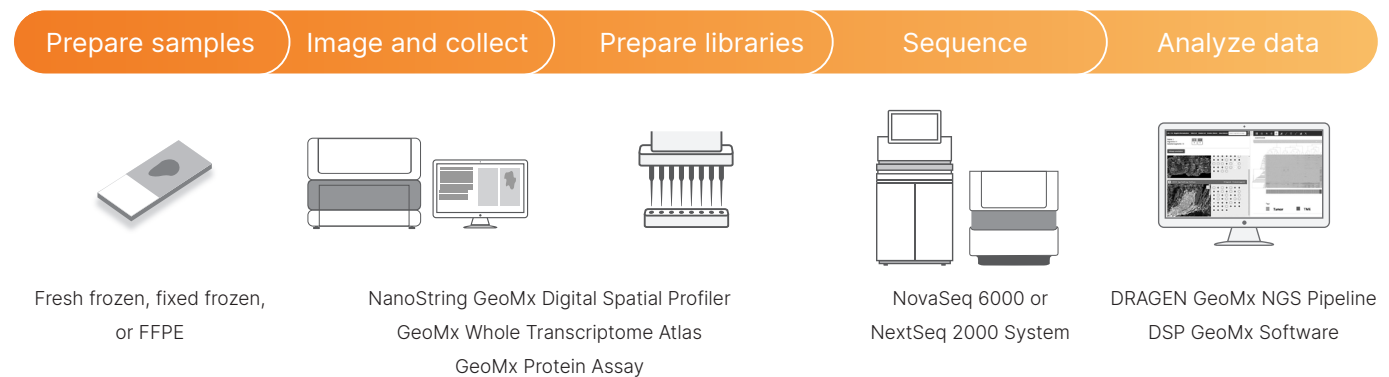 Prepare samples
Image and collect
Prepare libraries
Sequence
Analyze data
Fresh frozen, fixed frozen,
or FFPE
NanoString GeoMx Digital Spatial Profiler
GeoMx Whole Transcriptome Atlas
GeoMx Protein Assay
NovaSeq 6000 or
NextSeq 2000 System
DRAGEN GeoMx NGS Pipeline
DSP GeoMx Software